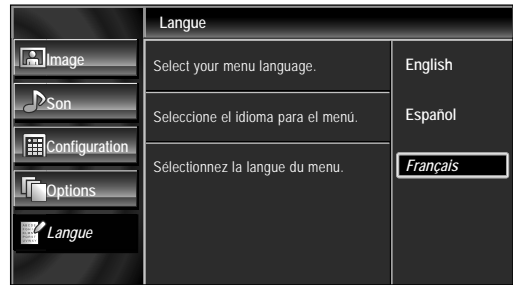 Langue
Image
Son
Configuration
Options
Langue
Select your menu language.
Seleccione el idioma para el menú.
Sélectionnez la langue du menu.
English
Español
Français